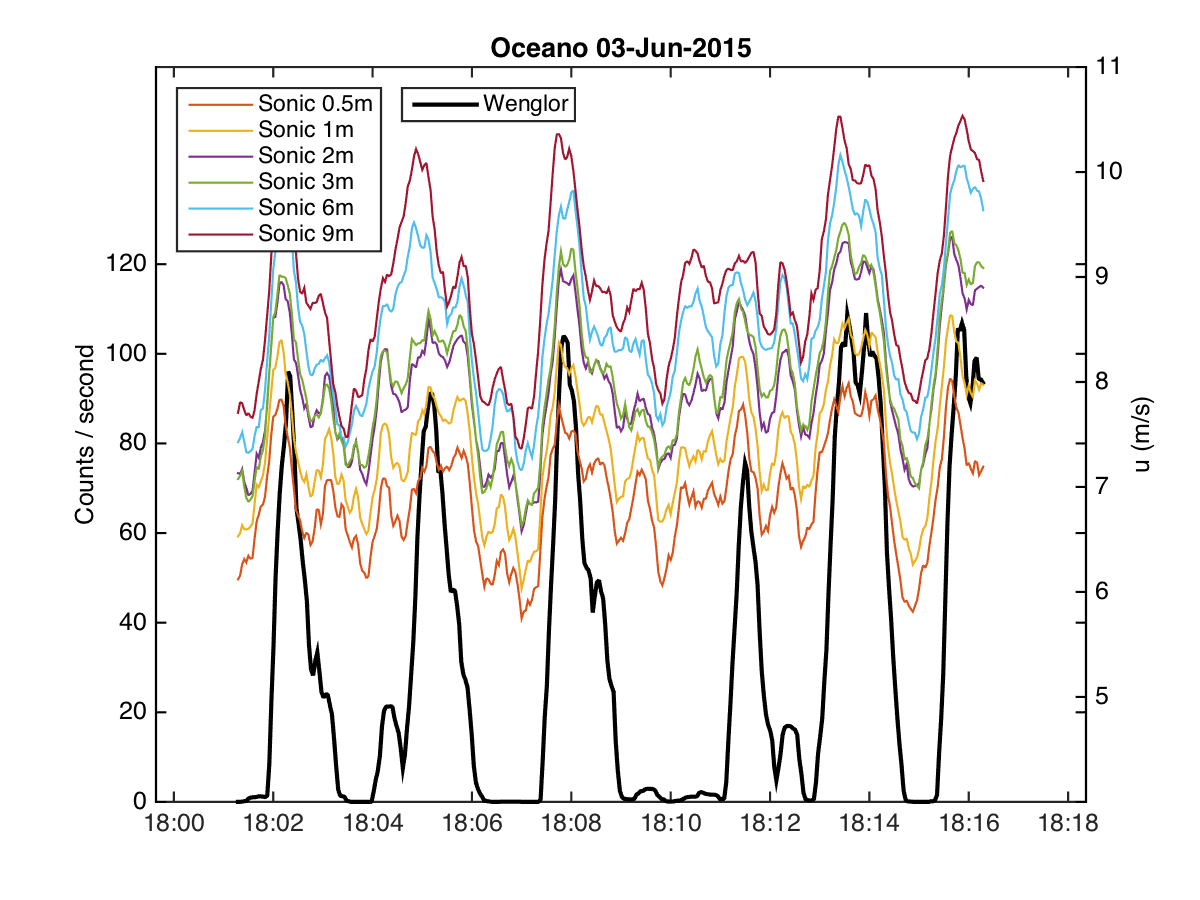 Oceano 03-Jun-2015
Sonic 0.5m
Sonic 1m
Sonic 2m
Sonic 3m
Sonic 6m
Sonic 9m
Wenglor
Counts / second
120
100
80
60
40
20
0
u (m/s)
11
10
9
8
7
6
5
18:00 18:02 18:04 18:06 18:08 18:10 18:12 18:14 18:16 18:18